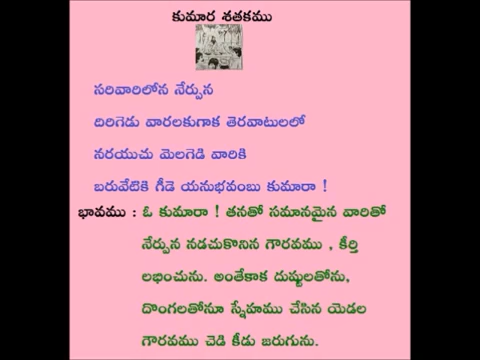 కుమార శతకము
సరివారిలోన నేర్పున
దిరిగెడు వారలకుగాక తెరవాటులలో
నరయుచు మెలగెడి వారికి
బరువేటికి గీడె యనుభవంబు కుమారా !
భావము : ఓ కుమారా ! తనతో సమానమైన వారితో
నేర్పున నడచుకొనిన గౌరవము , కీర్తి
లభించును. అంతేకాక దుష్టులతోను,
దొంగలతోనూ స్నేహము చేసిన యెడల
గౌరవము చెడి కీడు జరుగును.